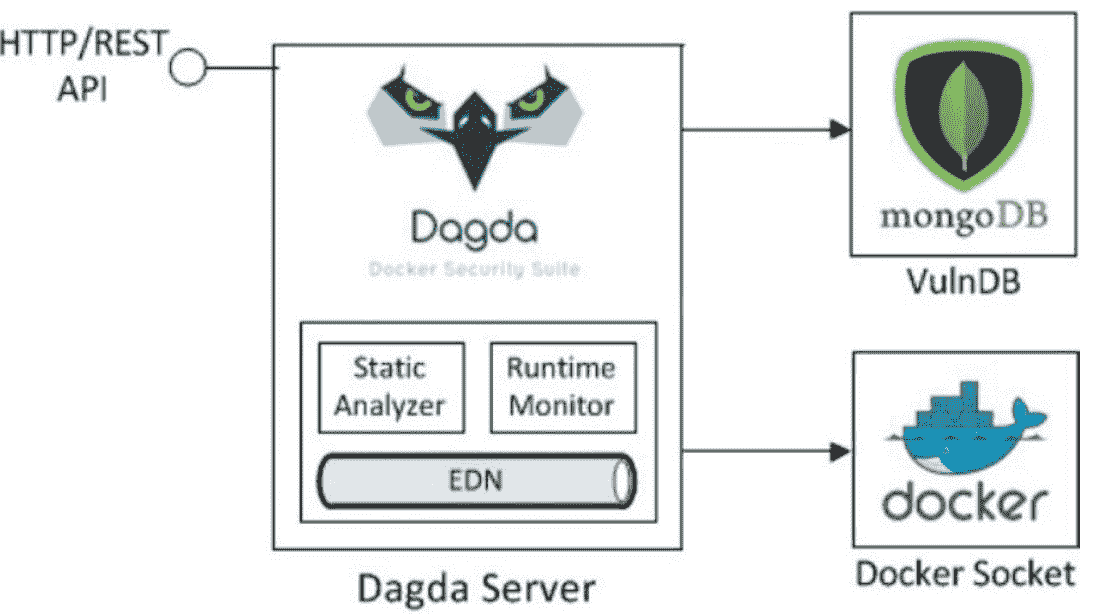 HTTP/REST
API
Dagda
Docker Security Suite
Static
Analyzer
Runtime
Monitor
EDN
Dagda Server
mongoDB
VulnDB
docker
Docker Socket